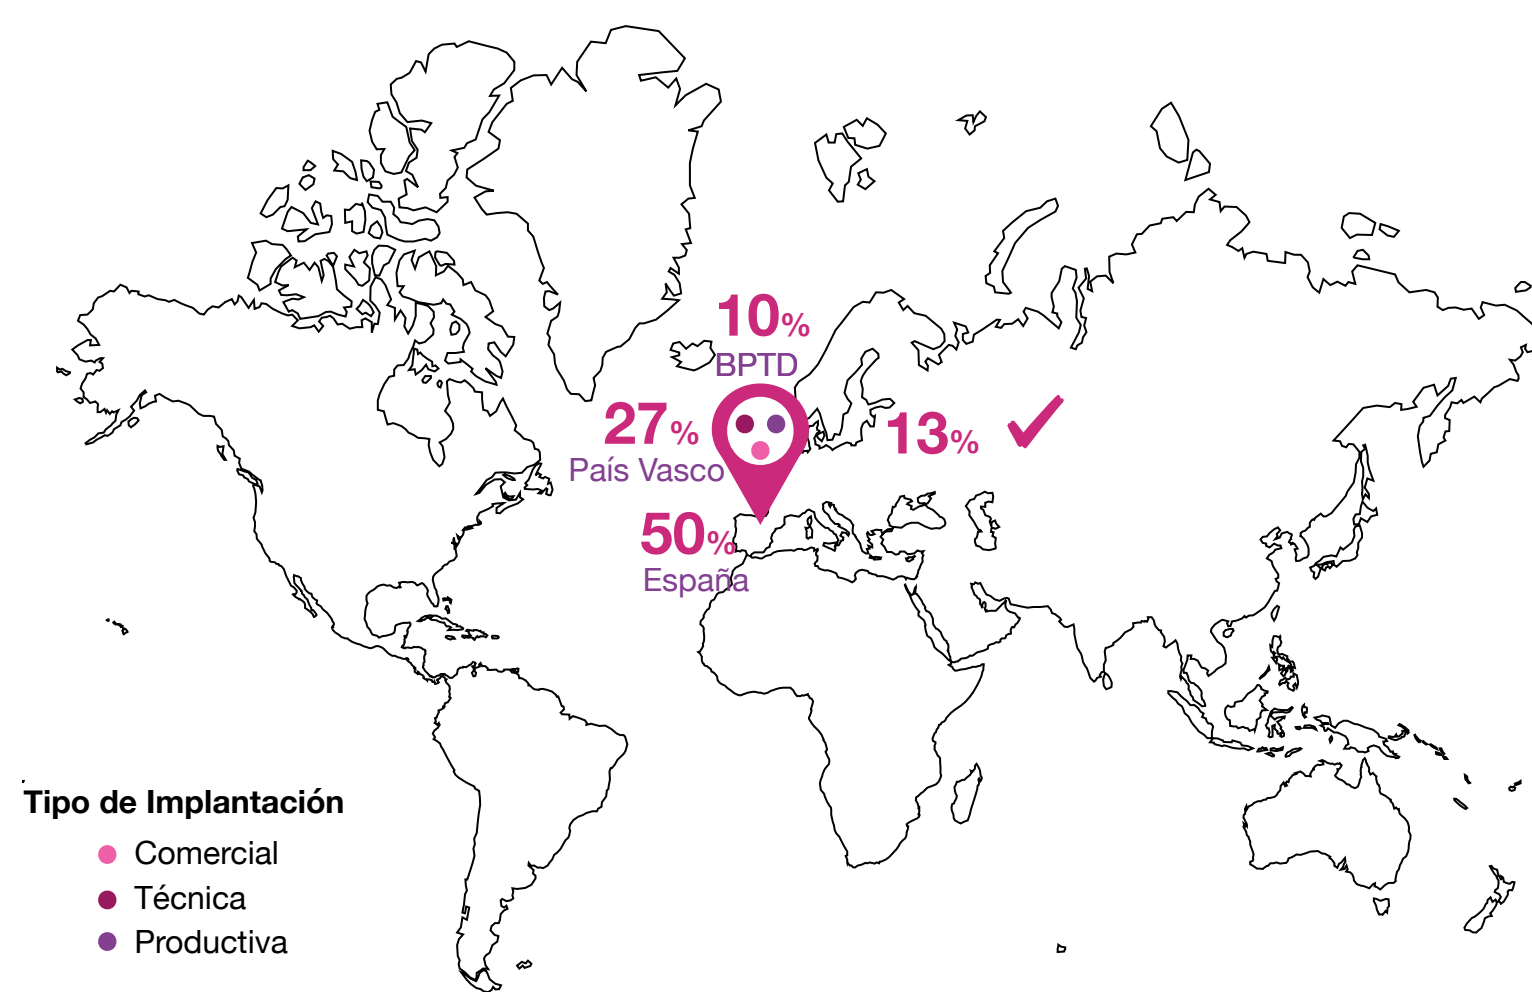 10%
BPTD
27%
País Vasco
13%
50%
España
Tipo de Implantación
Comercial
Técnica
Productiva